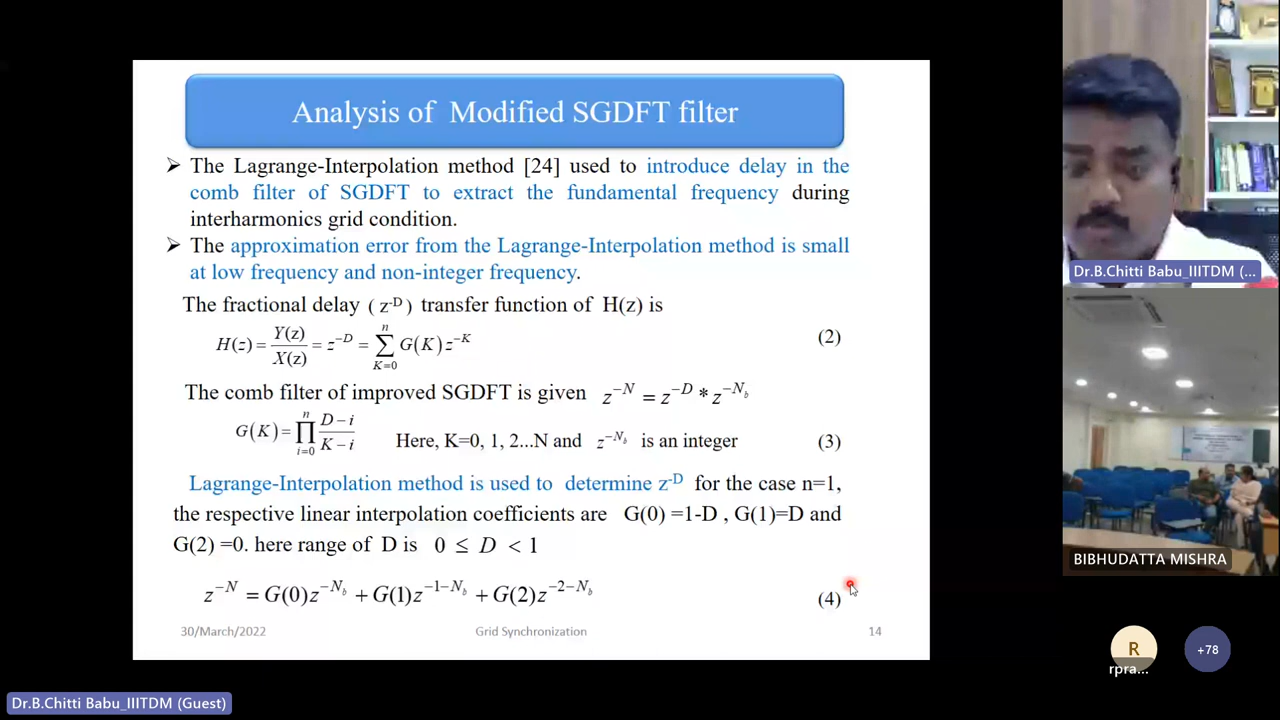 Analysis of Modified SGDFT filter
➢ The Lagrange-Interpolation method [24] used to introduce delay in the
comb filter of SGDFT to extract the fundamental frequency during
interharmonics grid condition.
➢ The approximation error from the Lagrange-Interpolation method is small
at low frequency and non-integer frequency.
The fractional delay ( z^-D ) transfer function of H(z) is
H(z) = Y(z)/X(z) = z^{-D} = ∑_{K=0}^{n} G(K) z^{-K} (2)
The comb filter of improved SGDFT is given z^{-N} = z^{-D} * z^{-N_b}
G(K) = ∏_{i=0}^{n} (D-i)/(K-i) Here, K=0, 1, 2...N and z^{-N_b} is an integer (3)
Lagrange-Interpolation method is used to determine z^-D for the case n=1,
the respective linear interpolation coefficients are G(0) =1-D , G(1)=D and
G(2) =0. here range of D is 0 ≤ D < 1
z^{-N} = G(0)z^{-N_b} + G(1)z^{-1-N_b} + G(2)z^{-2-N_b} (4)
30/March/2022 Grid Synchronization 14
Dr.B.Chitti Babu_IIITDM (...
BIBHUDATTA MISHRA
R
rpra...
+78
Dr.B.Chitti Babu_IIITDM (Guest)